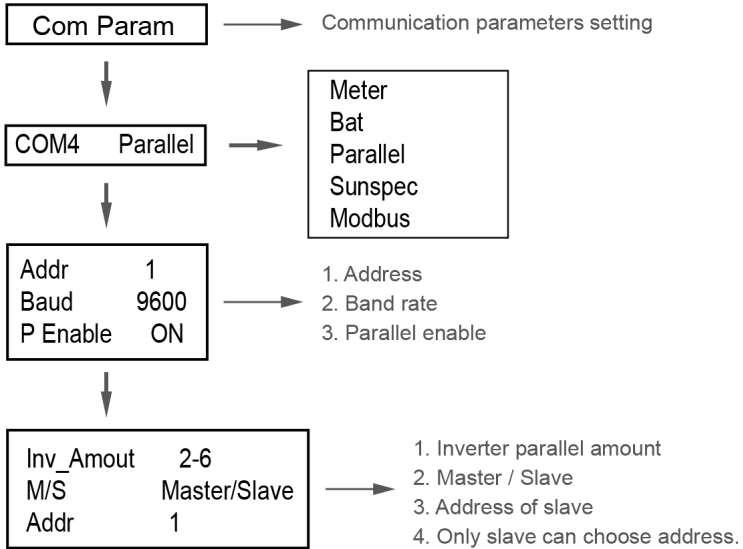 Com Param
Communication parameters setting
COM4 Parallel
Meter
Bat
Parallel
Sunspec
Modbus
Addr 1
Baud 9600
P Enable ON
1. Address
2. Band rate
3. Parallel enable
Inv_Amout 2-6
M/S Master/Slave
Addr 1
1. Inverter parallel amount
2. Master / Slave
3. Address of slave
4. Only slave can choose address.